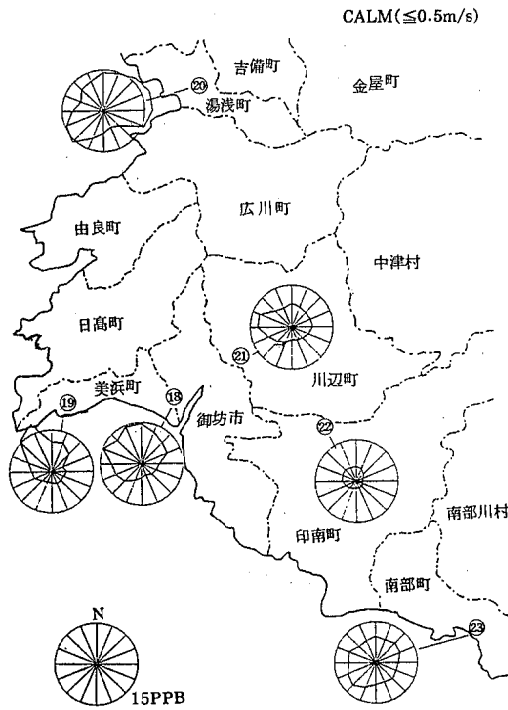 CALM(≦0.5m/s)
吉備町
金屋町
⑳
湯浅町
広川町
由良町
中津村
日高町
㉑
川辺町
美浜町
⑲
⑱
御坊市
㉒
印南町
南部川村
南部町
N
㉓
15PPB